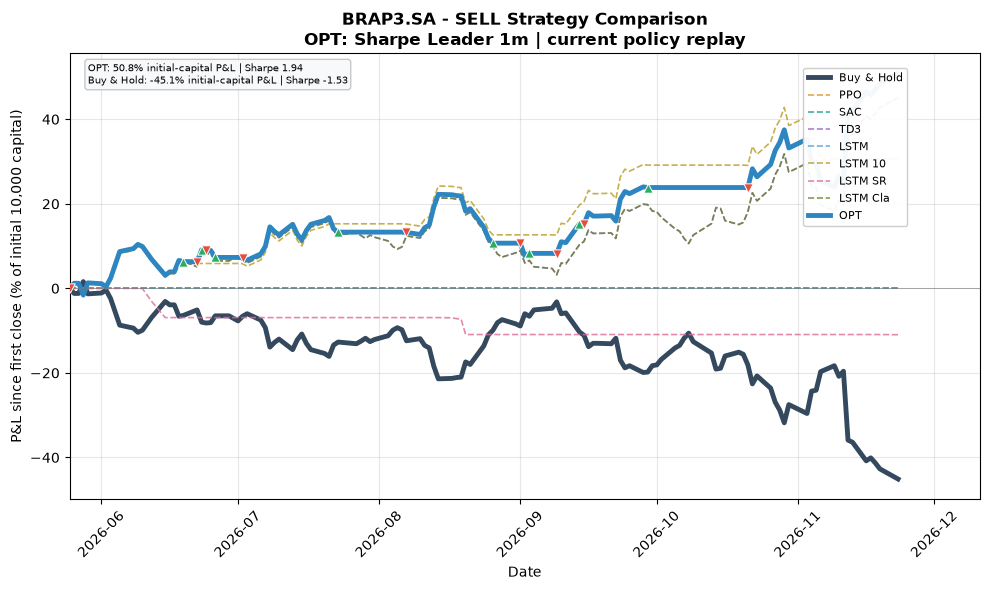 BRAP3.SA - SELL Strategy Comparison
OPT: Sharpe Leader 1m | current policy replay
OPT: 50.8% initial-capital P&L | Sharpe 1.94
Buy & Hold: -45.1% initial-capital P&L | Sharpe -1.53
Buy & Hold
PPO
SAC
TD3
LSTM
LSTM 10
LSTM SR
LSTM Cla
OPT
P&L since first close (% of initial 10,000 capital)
40
20
0
−20
−40
2026-06
2026-07
2026-08
2026-09
2026-10
2026-11
2026-12
Date